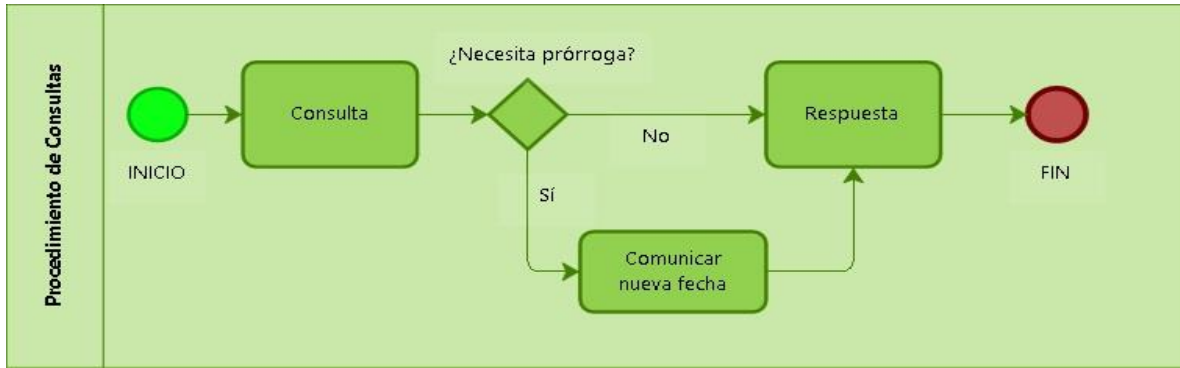 Procedimiento de Consultas
INICIO
Consulta
¿Necesita prórroga?
No
Sí
Comunicar
nueva fecha
Respuesta
FIN